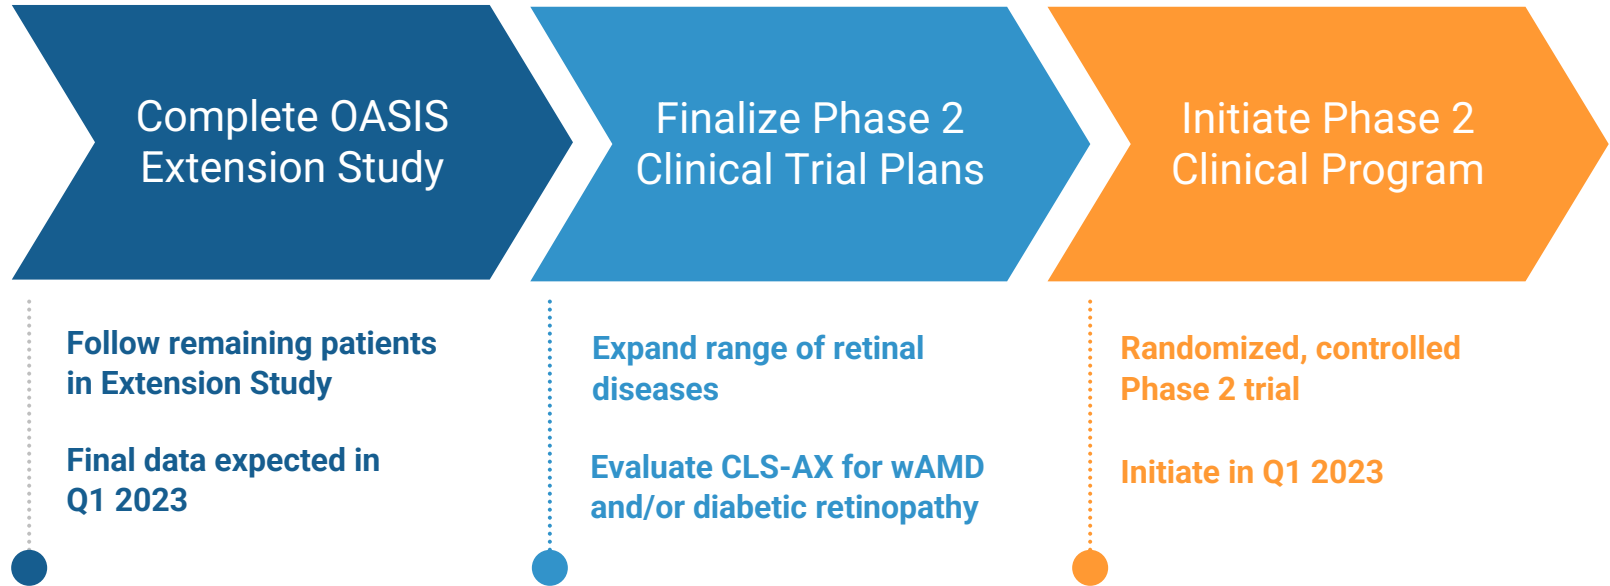 Complete OASIS
Extension Study
Finalize Phase 2
Clinical Trial Plans
Initiate Phase 2
Clinical Program
Follow remaining patients
in Extension Study
Final data expected in
Q1 2023
Expand range of retinal
diseases
Evaluate CLS-AX for wAMD
and/or diabetic retinopathy
Randomized, controlled
Phase 2 trial
Initiate in Q1 2023